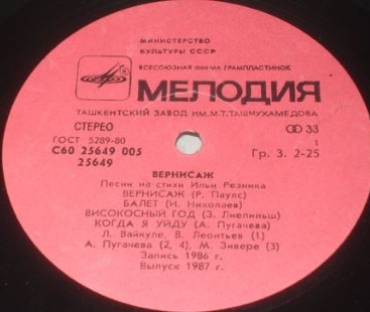 МИНИСТЕРСТВО
КУЛЬТУРЫ СССР
ВСЕСОЮЗНАЯ ФИРМА ГРАМПЛАСТИНОК
МЕЛОДИЯ
ТАШКЕНТСКИЙ ЗАВОД ИМ. М.Т. ТАШМУХАМЕДОВА
СТЕРЕО
33
ГОСТ 5289-80
1
С60 25649 005
Гр. 3. 2-25
25649
ВЕРНИСАЖ
Песни на стихи Ильи Резника
ВЕРНИСАЖ (Р. Паулс)
БАЛЕТ (И. Николаев)
ВИСОКОСНЫЙ ГОД (З. Лиепиньш)
КОГДА Я УЙДУ (А. Пугачева)
Л. Вайкуле, В. Леонтьев (1)
А. Пугачева (2, 4), М. Зивере (3)
Запись 1986 г.
Выпуск 1987 г.